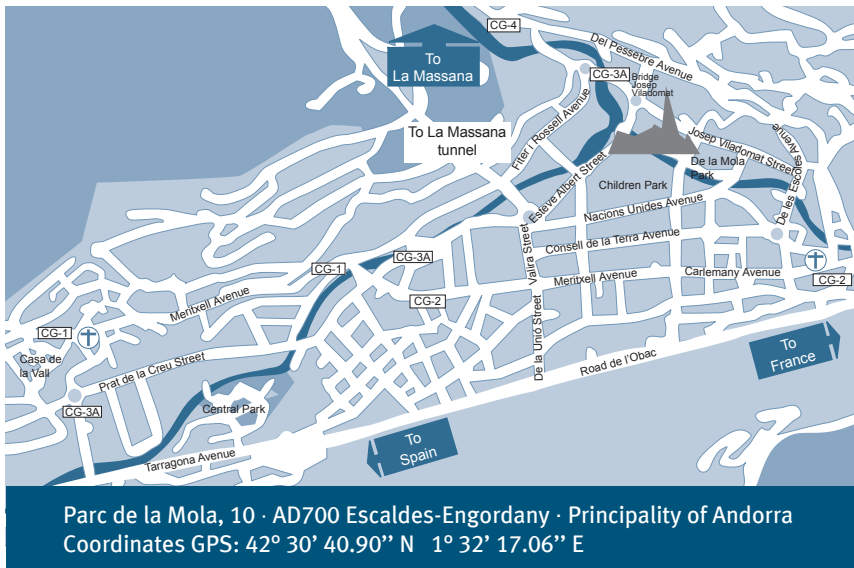 CG-4
Del Pessebre Avenue
To
La Massana
CG-3A
Bridge
Josep
Viladomat
To La Massana
tunnel
Fiter i Rossell Avenue
Josep Viladomat Street
De les Escoles Avenue
De la Mola
Park
Esteve Albert Street
Children Park
Nacions Unides Avenue
Valira Street
Consell de la Terra Avenue
CG-3A
CG-1
Meritxell Avenue
Carlemany Avenue
CG-2
CG-2
Meritxell Avenue
De la Unió Street
CG-1
Casa de
la Vall
Prat de la Creu Street
Road de l'Obac
To
France
CG-3A
Central Park
To
Spain
Tarragona Avenue
Parc de la Mola, 10 · AD700 Escaldes-Engordany · Principality of Andorra
Coordinates GPS: 42º 30’ 40.90’’ N 1º 32’ 17.06’’ E